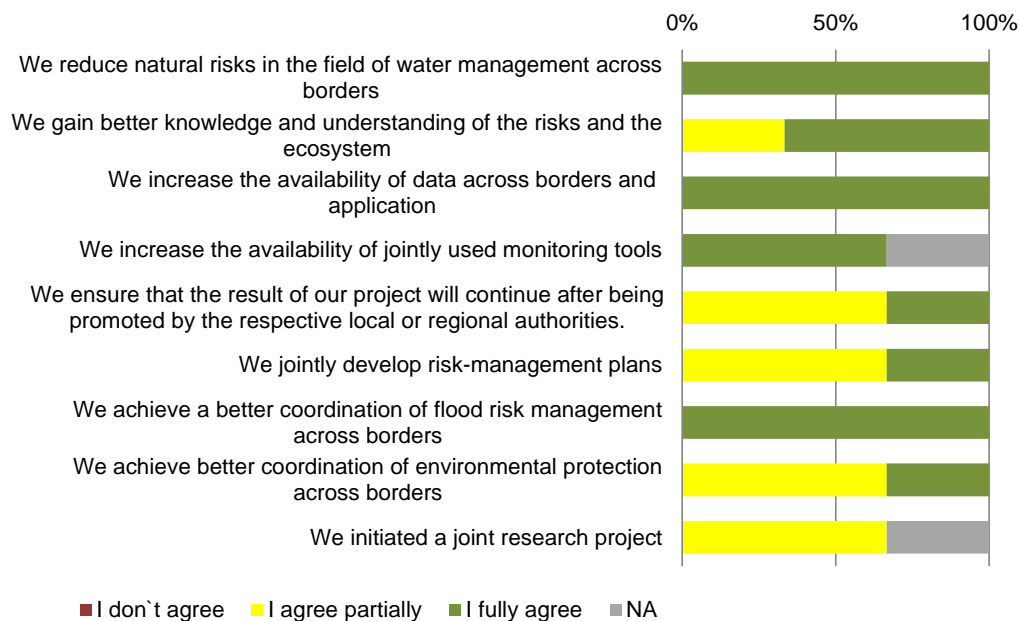 0% 50% 100%
We reduce natural risks in the field of water management across
borders
We gain better knowledge and understanding of the risks and the
ecosystem
We increase the availability of data across borders and
application
We increase the availability of jointly used monitoring tools
We ensure that the result of our project will continue after being
promoted by the respective local or regional authorities.
We jointly develop risk-management plans
We achieve a better coordination of flood risk management
across borders
We achieve better coordination of environmental protection
across borders
We initiated a joint research project
I don`t agree I agree partially I fully agree NA